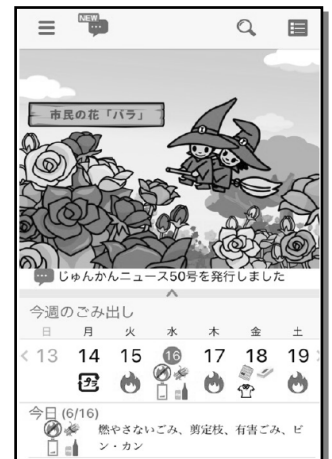 NEW
市民の花「バラ」
じゅんかんニュース50号を発行しました
今週のごみ出し
日 月 火 水 木 金 土
13 14 15 16 17 18 19
プラ
今日 (6/16)
燃やさないごみ、剪定枝、有害ごみ、ビ
ン・カン